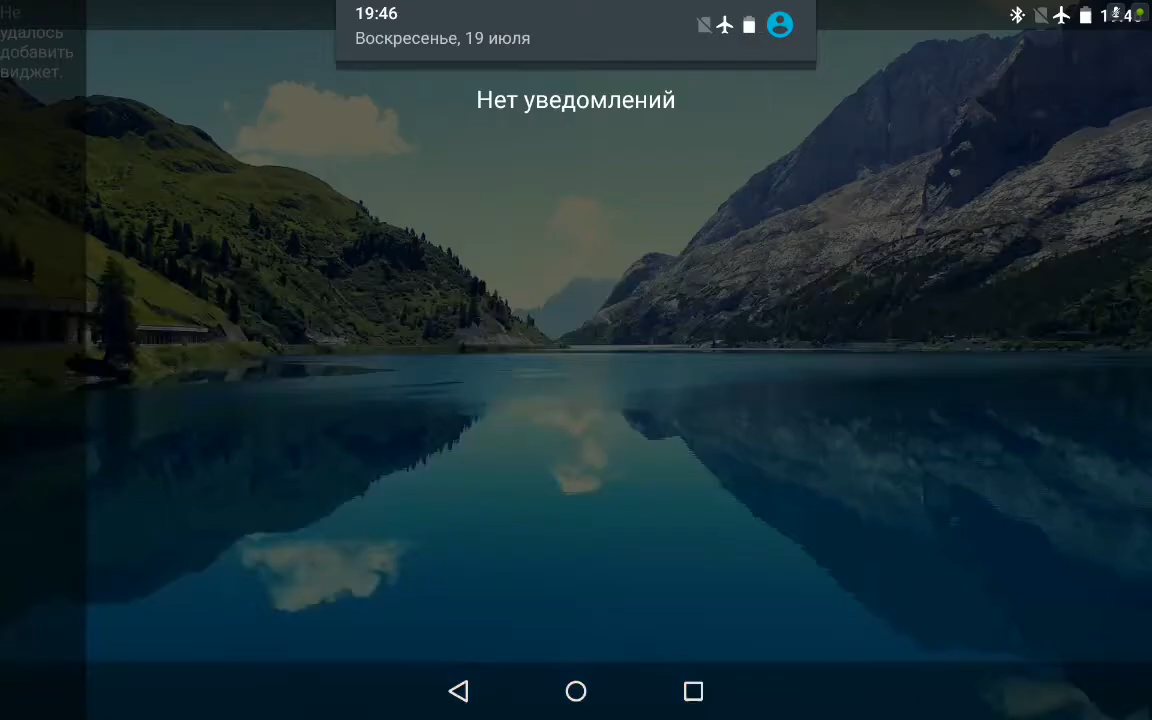 Не
удалось
добавить
виджет.
19:46
Воскресенье, 19 июля
Нет уведомлений